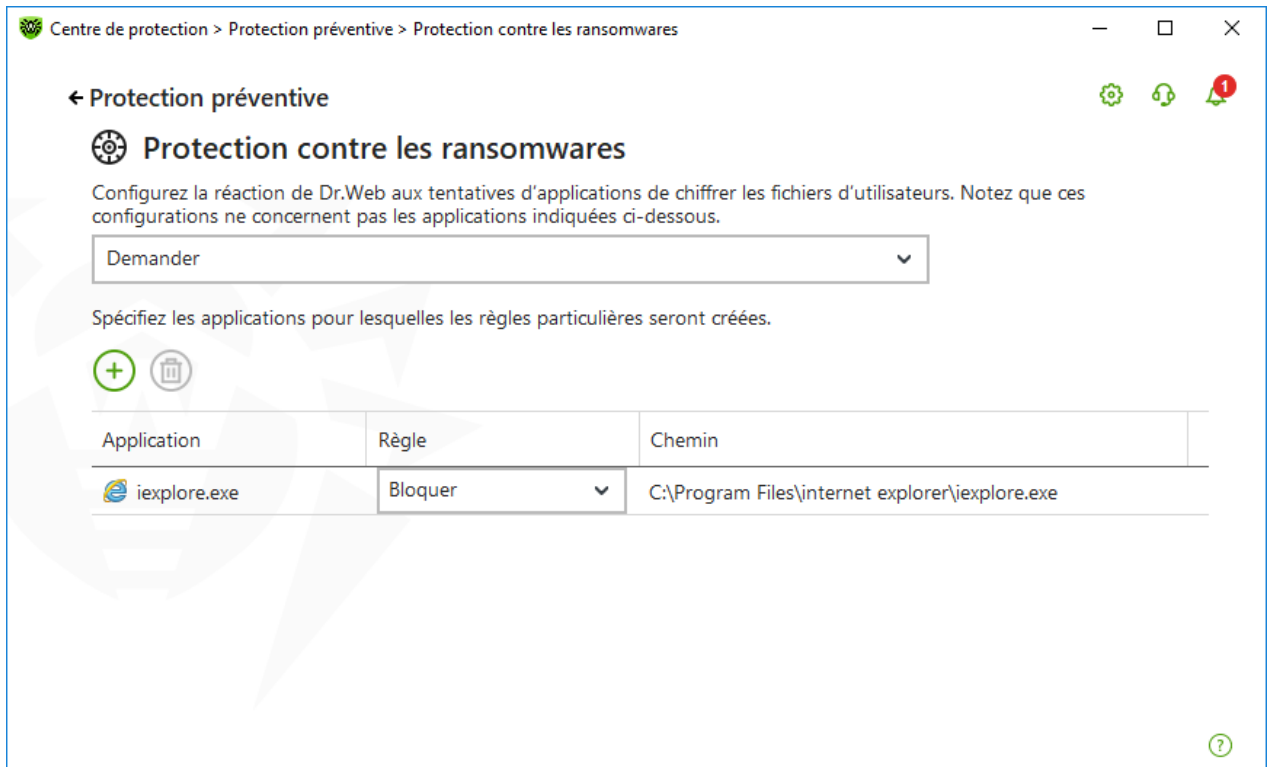 Centre de protection > Protection préventive > Protection contre les ransomwares
Protection préventive
1
Protection contre les ransomwares
Configurez la réaction de Dr.Web aux tentatives d'applications de chiffrer les fichiers d'utilisateurs. Notez que ces
configurations ne concernent pas les applications indiquées ci-dessous.
Demander
Spécifiez les applications pour lesquelles les règles particulières seront créées.
Application Règle Chemin
iexplore.exe Bloquer C:\Program Files\internet explorer\iexplore.exe
?